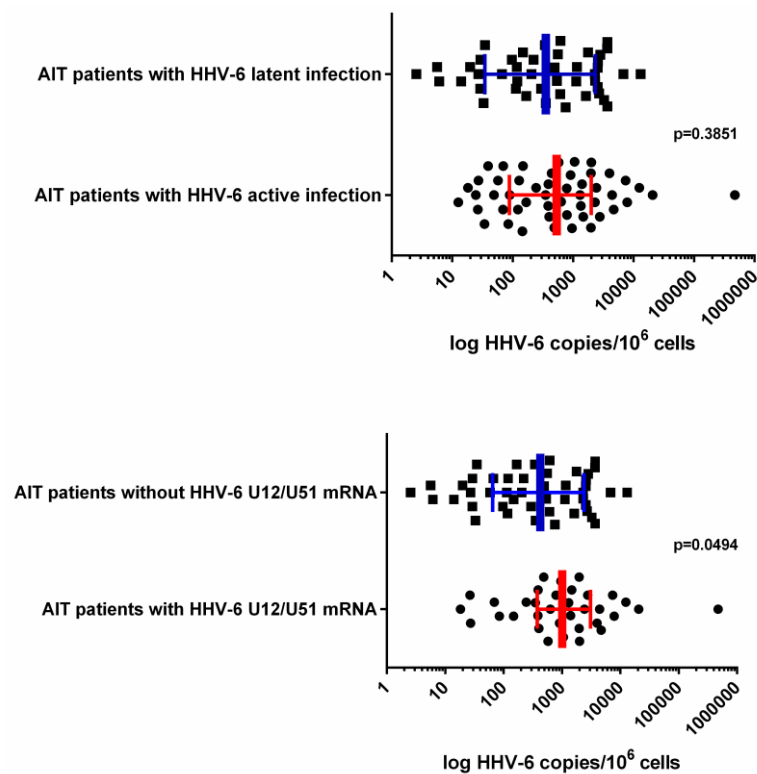 AIT patients with HHV-6 latent infection
p=0.3851
AIT patients with HHV-6 active infection
1 10 100 1000 10000 100000 1000000
log HHV-6 copies/10⁶ cells
AIT patients without HHV-6 U12/U51 mRNA
p=0.0494
AIT patients with HHV-6 U12/U51 mRNA
1 10 100 1000 10000 100000 1000000
log HHV-6 copies/10⁶ cells